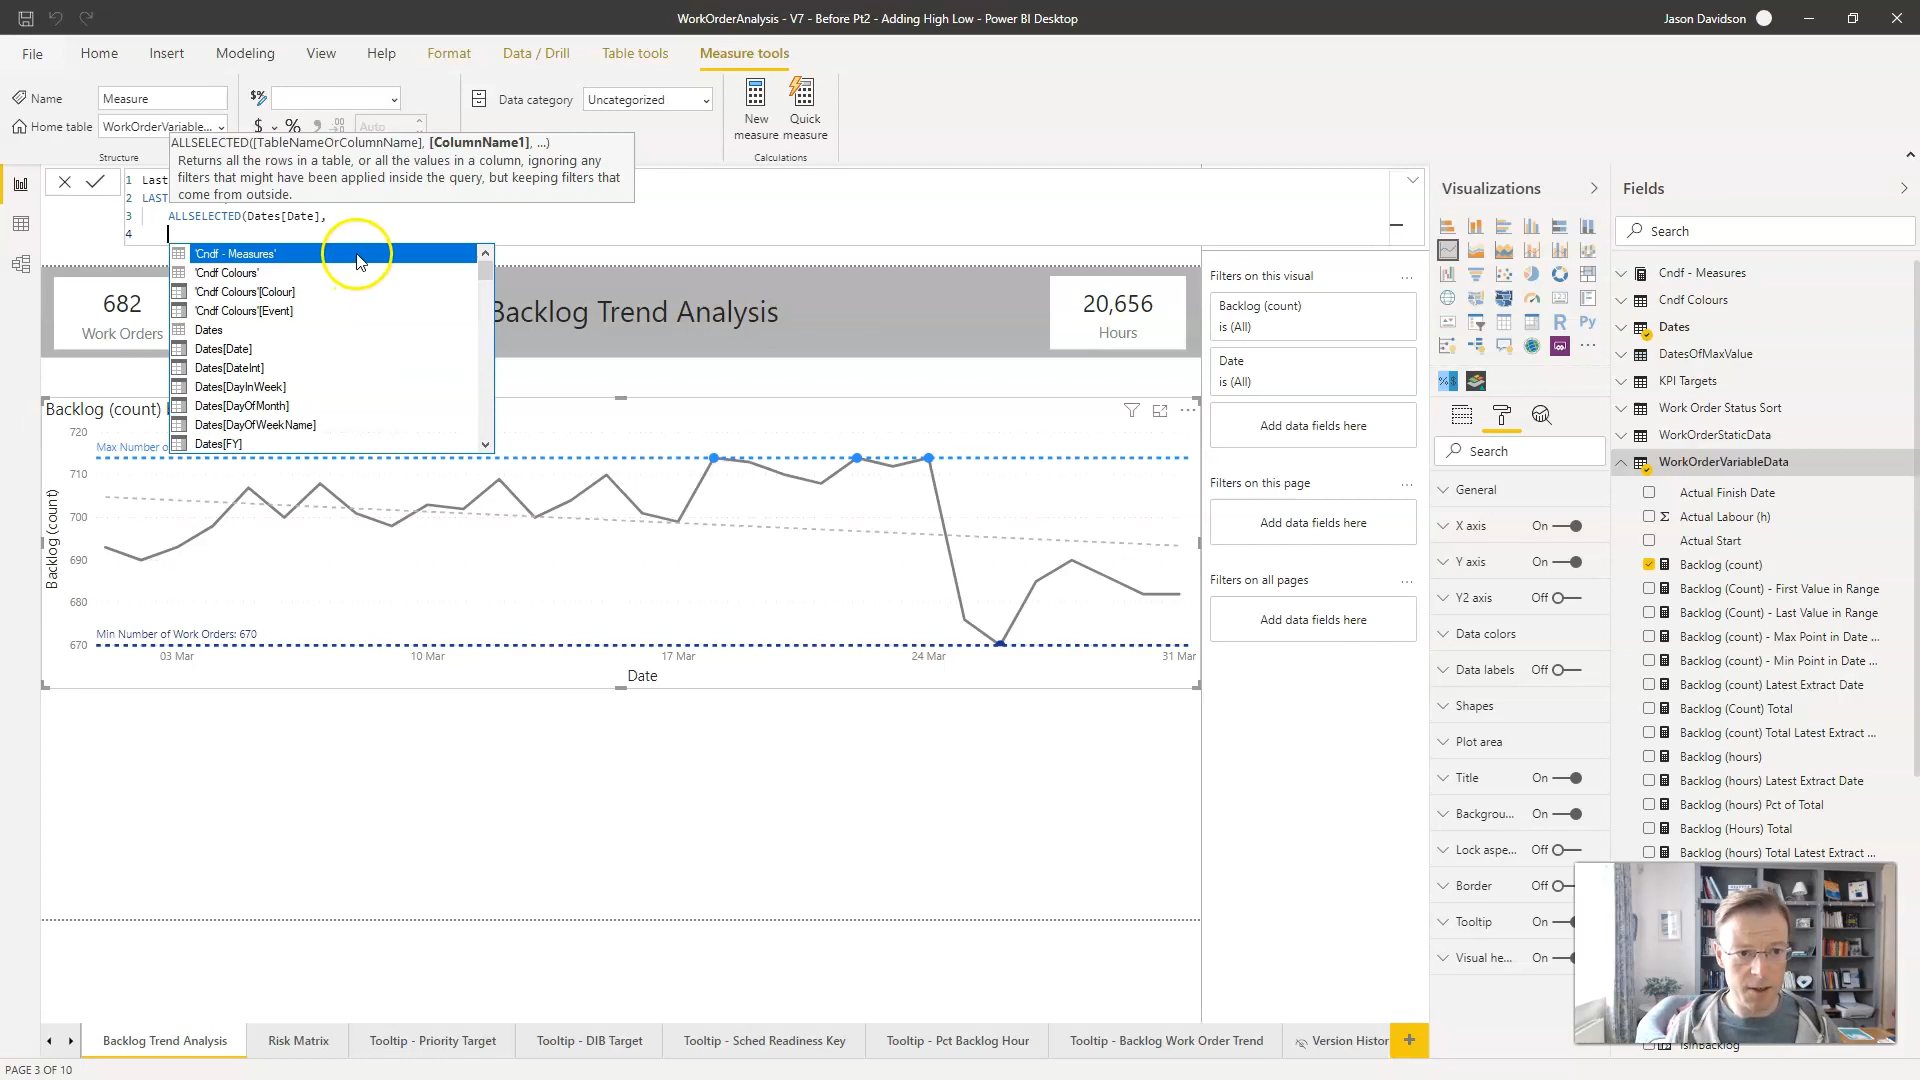 WorkOrderAnalysis - V7 - Before Pt2 - Adding High Low - Power BI Desktop
Jason Davidson
File
Home
Insert
Modeling
View
Help
Format
Data / Drill
Table tools
Measure tools
Name
Measure
Home table
WorkOrderVariable...
Structure
$%
$
%
Auto
Data category
Uncategorized
New
measure
Quick
measure
Calculations
ALLSELECTED([TableNameOrColumnName], [ColumnName1], ...)
Returns all the rows in a table, or all the values in a column, ignoring any
filters that might have been applied inside the query, but keeping filters that
come from outside.
1 Last
2 LAST
3 ALLSELECTED(Dates[Date],
4
'Cndf - Measures'
'Cndf Colours'
'Cndf Colours'[Colour]
'Cndf Colours'[Event]
Dates
Dates[Date]
Dates[DateInt]
Dates[DayInWeek]
Dates[DayOfMonth]
Dates[DayOfWeekName]
Dates[FY]
682
Work Orders
Backlog Trend Analysis
20,656
Hours
Backlog (count)
Max Number o
720
710
700
690
680
670
Backlog (count)
Min Number of Work Orders: 670
03 Mar
10 Mar
17 Mar
24 Mar
31 Mar
Date
Filters on this visual
...
Backlog (count)
is (All)
Date
is (All)
Add data fields here
Filters on this page
...
Add data fields here
Filters on all pages
...
Add data fields here
Visualizations
R
Py
...
Search
General
X axis
On
Y axis
On
Y2 axis
Off
Data colors
Data labels
Off
Shapes
Plot area
Title
On
Backgrou...
On
Lock aspe...
Off
Border
Off
Tooltip
On
Visual he...
On
Fields
Search
Cndf - Measures
Cndf Colours
Dates
DatesOfMaxValue
KPI Targets
Work Order Status Sort
WorkOrderStaticData
WorkOrderVariableData
Actual Finish Date
Actual Labour (h)
Actual Start
Backlog (count)
Backlog (Count) - First Value in Range
Backlog (Count) - Last Value in Range
Backlog (count) - Max Point in Date ...
Backlog (count) - Min Point in Date ...
Backlog (count) Latest Extract Date
Backlog (Count) Total
Backlog (count) Total Latest Extract ...
Backlog (hours)
Backlog (hours) Latest Extract Date
Backlog (hours) Pct of Total
Backlog (Hours) Total
Backlog (hours) Total Latest Extract ...
IsInBacklog
Backlog Trend Analysis
Risk Matrix
Tooltip - Priority Target
Tooltip - DIB Target
Tooltip - Sched Readiness Key
Tooltip - Pct Backlog Hour
Tooltip - Backlog Work Order Trend
Version Histor
+
PAGE 3 OF 10